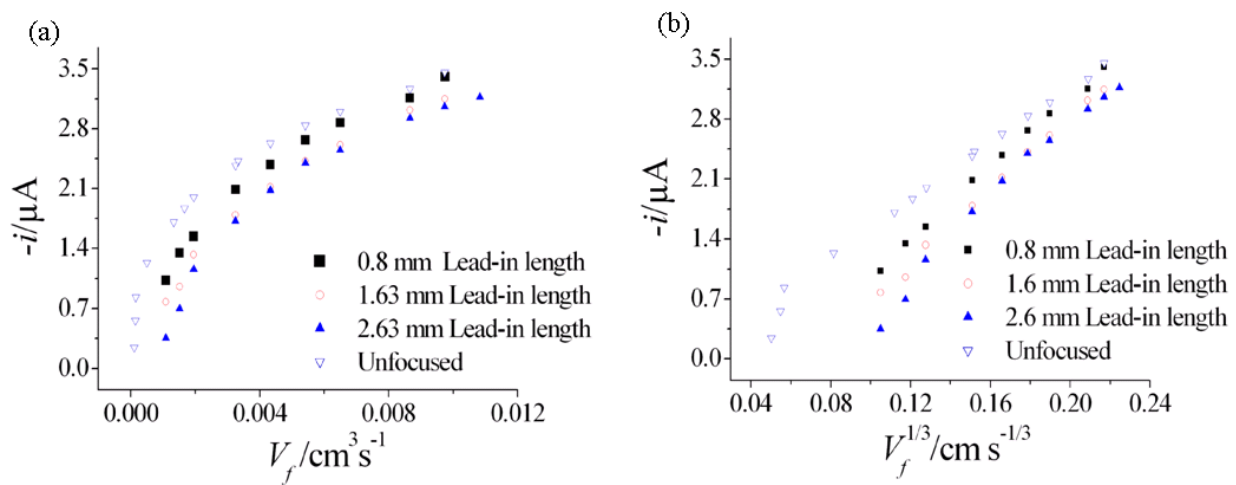 (a)
3.5
2.8
2.1
1.4
0.7
0.0
-i/μA
0.8 mm Lead-in length
1.63 mm Lead-in length
2.63 mm Lead-in length
Unfocused
0.000 0.004 0.008 0.012
V_f/cm³s⁻¹
(b)
3.5
2.8
2.1
1.4
0.7
0.0
-i/μA
0.8 mm Lead-in length
1.6 mm Lead-in length
2.6 mm Lead-in length
Unfocused
0.04 0.08 0.12 0.16 0.20 0.24
V_f^{1/3}/cm s^{-1/3}